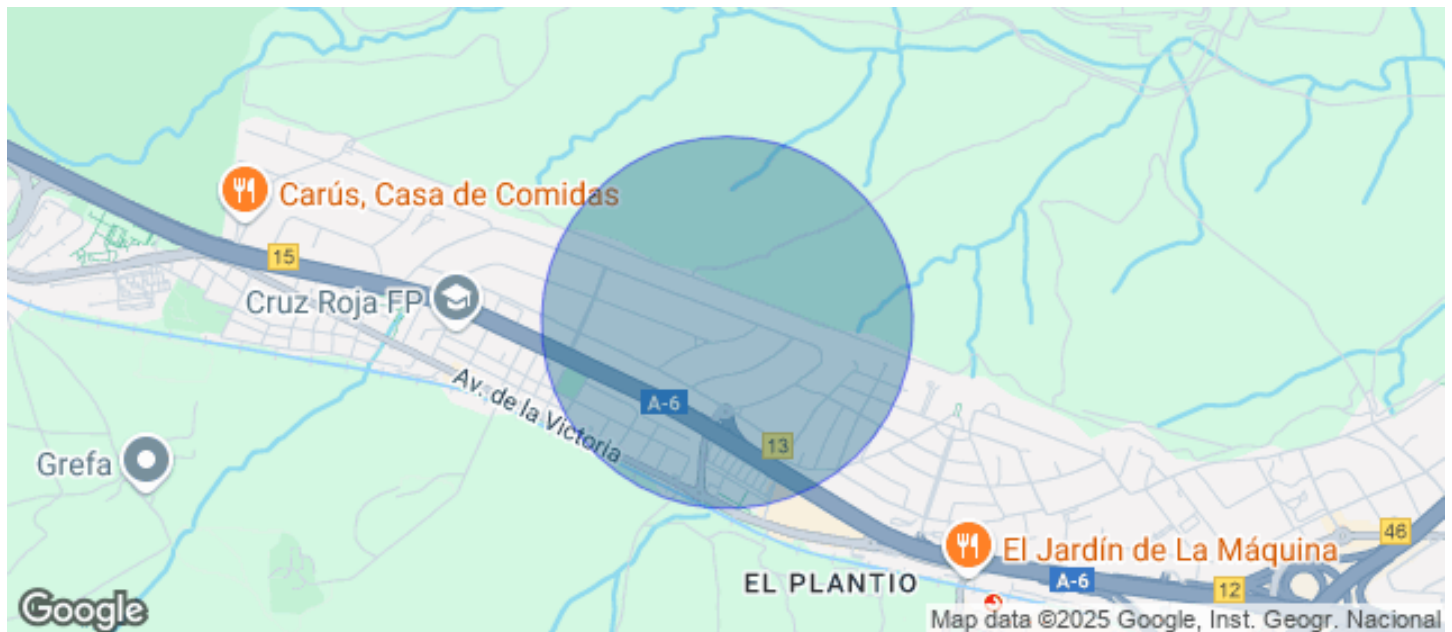 Carús, Casa de Comidas
15
Cruz Roja FP
Av. de la Victoria
A-6
13
Grefa
El Jardín de La Máquina
46
EL PLANTIO
A-6
12
Google
Map data ©2025 Google, Inst. Geogr. Nacional